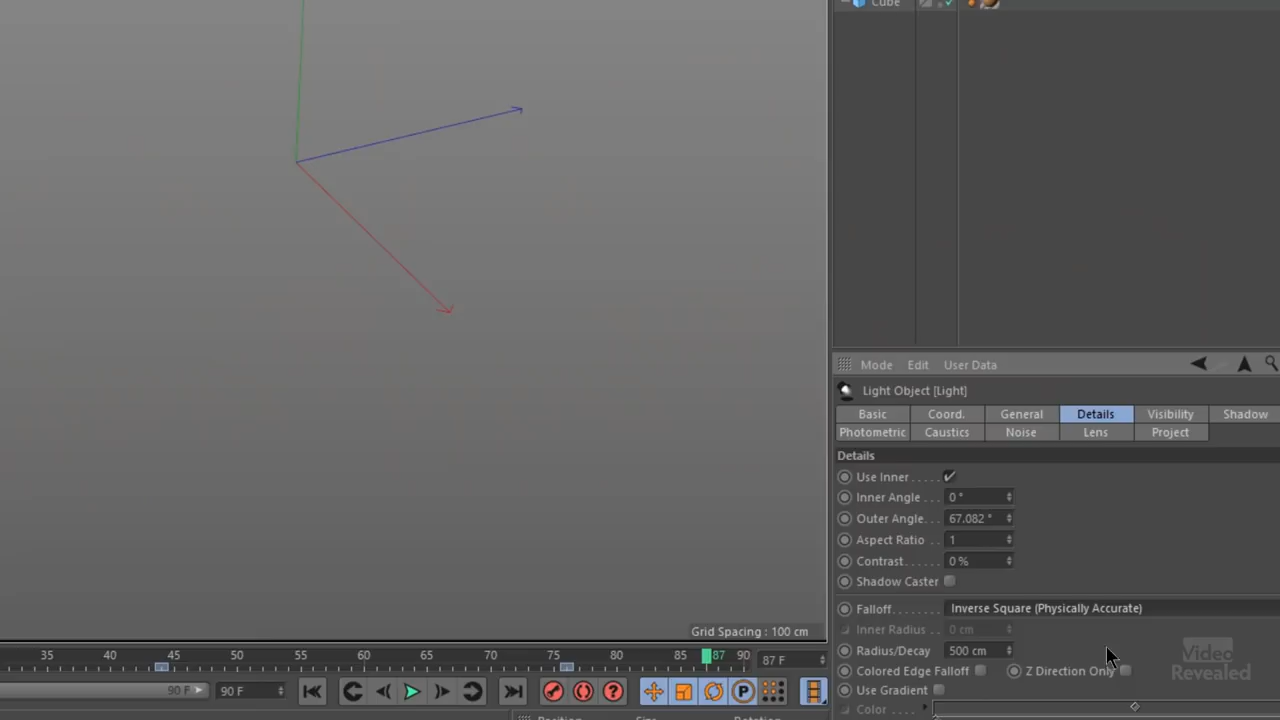 Cube
Mode Edit User Data
Light Object [Light]
Basic Coord. General Details Visibility Shadow
Photometric Caustics Noise Lens Project
Details
Use Inner . . . . .
Inner Angle . . . 0 °
Outer Angle. . . 67.082 °
Aspect Ratio . . 1
Contrast. . . . . . 0 %
Shadow Caster
Falloff. . . . . . . . Inverse Square (Physically Accurate)
Inner Radius . . 0 cm
Grid Spacing : 100 cm
Radius/Decay 500 cm
35 40 45 50 55 60 65 70 75 80 85 87 90 87 F
Colored Edge Falloff Z Direction Only
Video
Revealed
90 F 90 F P
Use Gradient
Color . . . .
Position Size Rotation